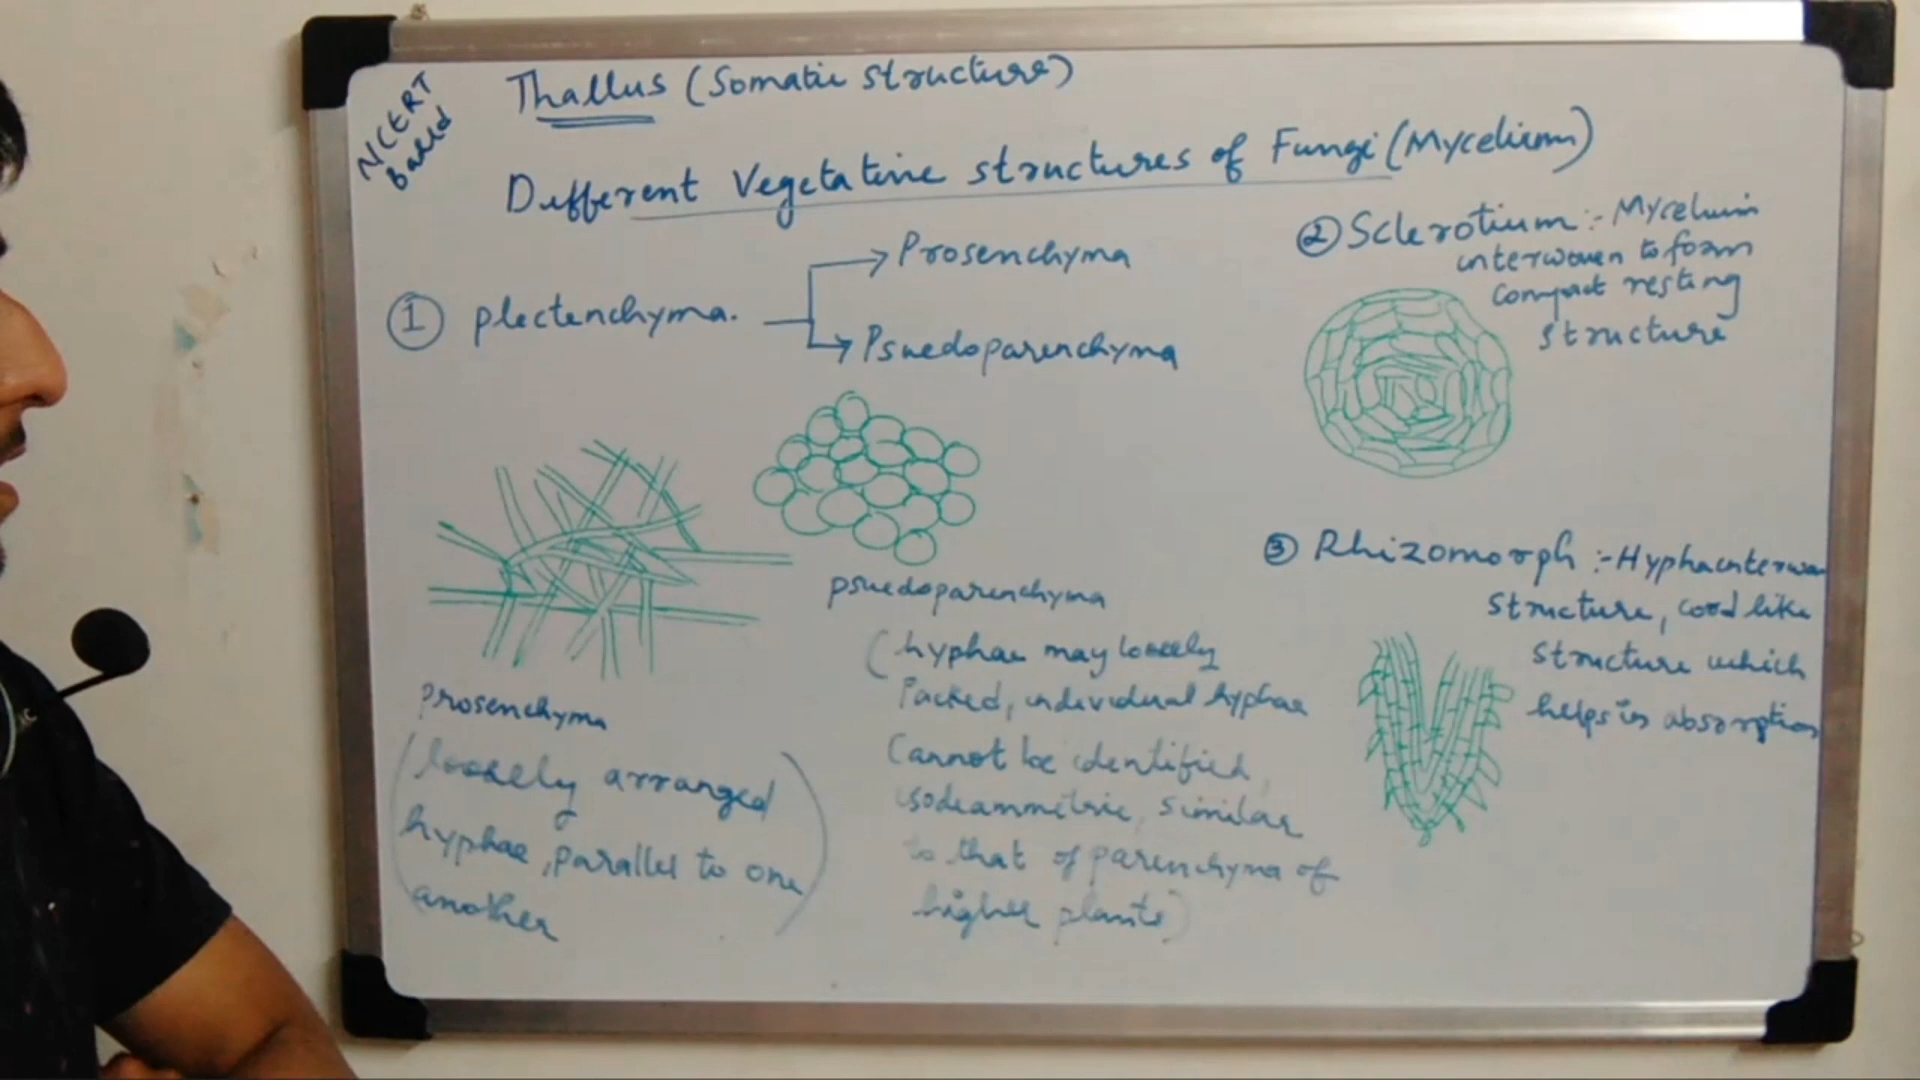 NCERT
based
Thallus (Somatic structure)
Different Vegetative structures of Fungi (Mycelium)
① plectenchyma.
Prosenchyma
Psuedoparenchyma
② Sclerotium :- Mycelium
interwoven to form
compact resting
structure
psuedoparenchyma
(hyphae may loosely
Packed, individual hyphae
Cannot be identified,
isodiammetric, similar
to that of parenchyma of
higher plants)
prosenchyma
(loosely arranged
hyphae, parallel to one
another)
③ Rhizomorph :- Hyphae
structure, cord like
structure which
helps in absorption